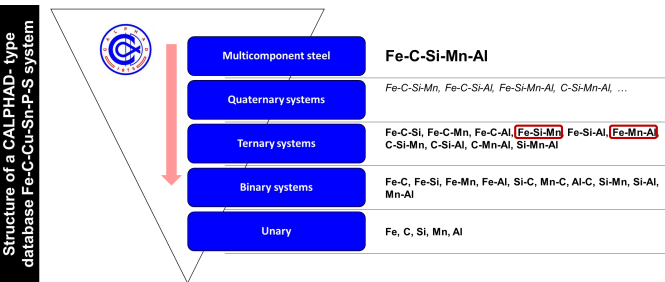 Structure of a CALPHAD- type
database Fe-C-Cu-Sn-P-S system
CALPHAD
Multicomponent steel
Fe-C-Si-Mn-Al
Quaternary systems
Fe-C-Si-Mn, Fe-C-Si-Al, Fe-Si-Mn-Al, C-Si-Mn-Al, …
Ternary systems
Fe-C-Si, Fe-C-Mn, Fe-C-Al, Fe-Si-Mn, Fe-Si-Al, Fe-Mn-Al,
C-Si-Mn, C-Si-Al, C-Mn-Al, Si-Mn-Al
Binary systems
Fe-C, Fe-Si, Fe-Mn, Fe-Al, Si-C, Mn-C, Al-C, Si-Mn, Si-Al,
Mn-Al
Unary
Fe, C, Si, Mn, Al